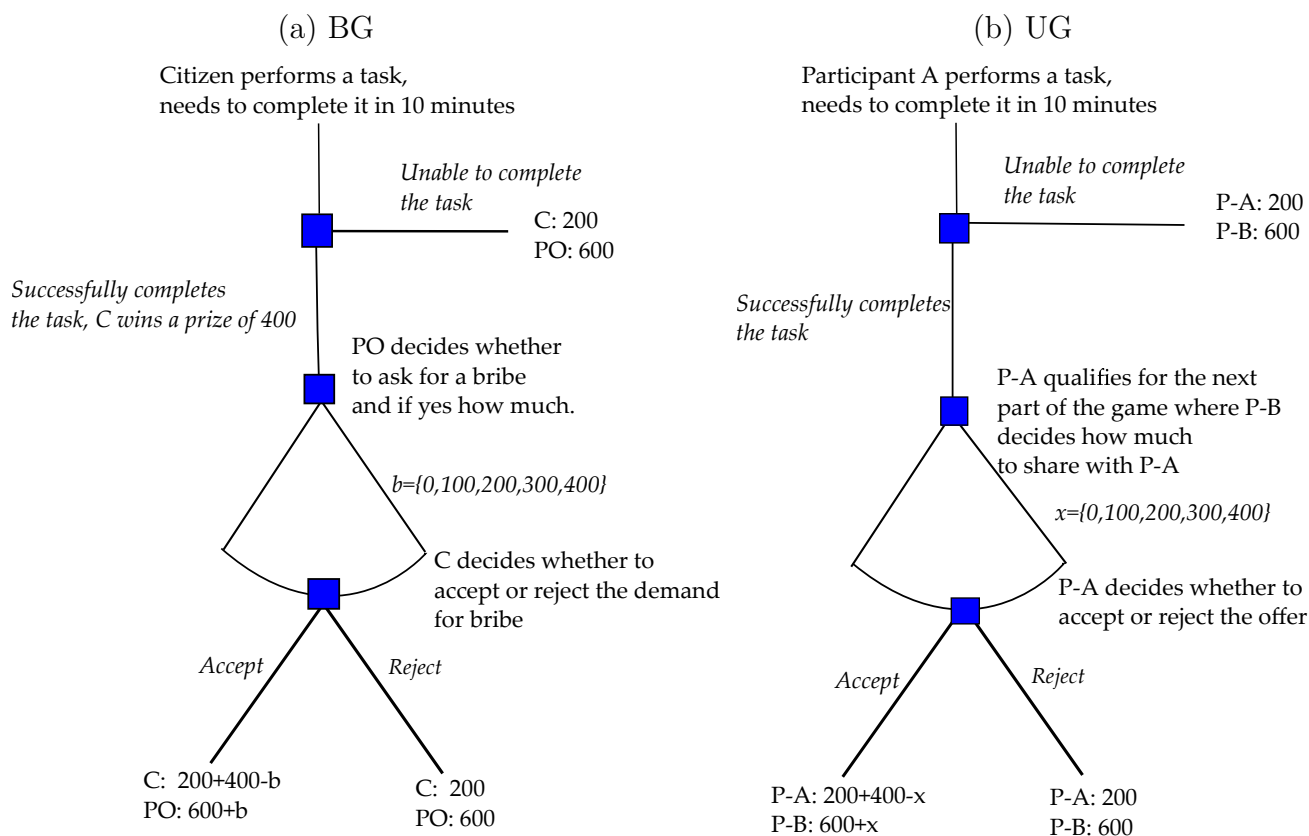 (a) BG
Citizen performs a task,
needs to complete it in 10 minutes
Unable to complete
the task
C: 200
PO: 600
Successfully completes
the task, C wins a prize of 400
PO decides whether
to ask for a bribe
and if yes how much.
b={0,100,200,300,400}
C decides whether to
accept or reject the demand
for bribe
Accept
Reject
C: 200+400-b
PO: 600+b
C: 200
PO: 600
(b) UG
Participant A performs a task,
needs to complete it in 10 minutes
Unable to complete
the task
P-A: 200
P-B: 600
Successfully completes
the task
P-A qualifies for the next
part of the game where P-B
decides how much
to share with P-A
x={0,100,200,300,400}
P-A decides whether to
accept or reject the offer
Accept
Reject
P-A: 200+400-x
P-B: 600+x
P-A: 200
P-B: 600